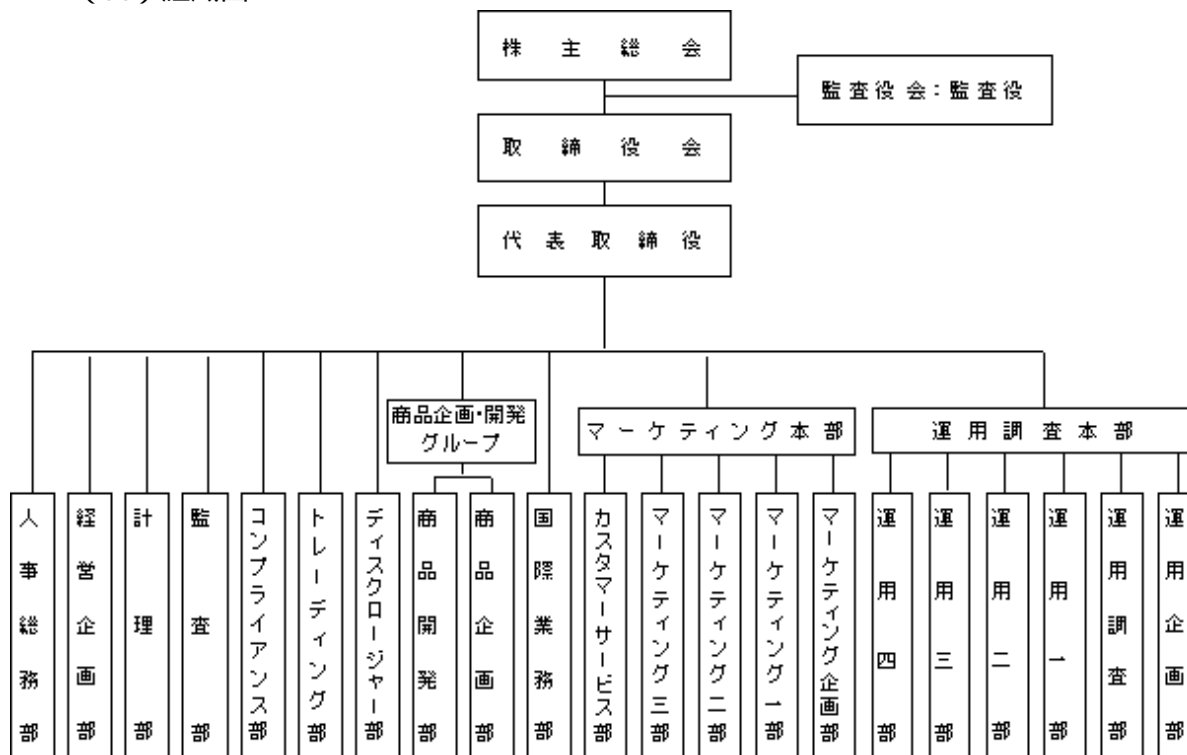 株主総会
監査役会：監査役
取締役会
代表取締役
商品企画・開発
グループ
マーケティング本部
運用調査本部
人事総務部
経営企画部
計理部
監査部
コンプライアンス部
トレーディング部
ディスクロージャー部
商品開発部
商品企画部
国際業務部
カスタマーサービス部
マーケティング三部
マーケティング二部
マーケティング一部
マーケティング企画部
運用四部
運用三部
運用二部
運用一部
運用調査部
運用企画部